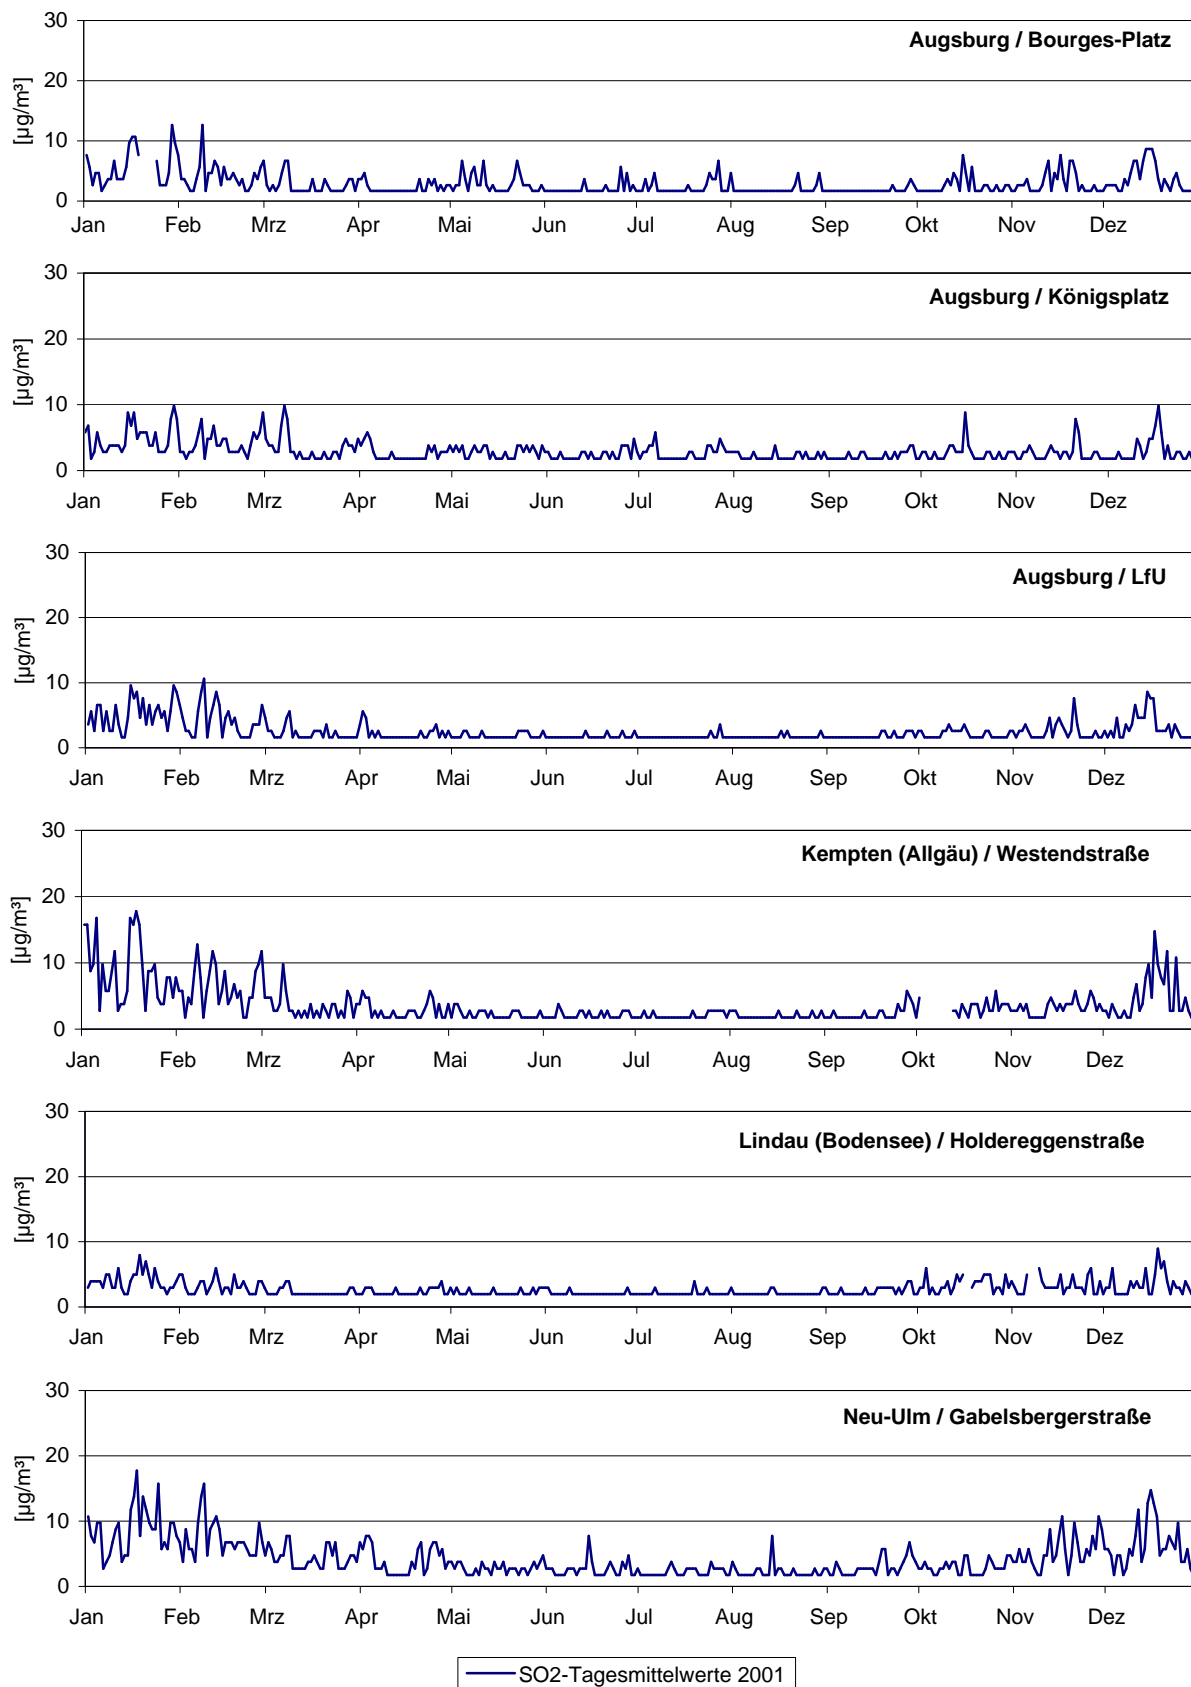 Augsburg / Bourges-Platz
[µg/m³]
30
20
10
0
Jan Feb Mrz Apr Mai Jun Jul Aug Sep Okt Nov Dez
Augsburg / Königsplatz
[µg/m³]
30
20
10
0
Jan Feb Mrz Apr Mai Jun Jul Aug Sep Okt Nov Dez
Augsburg / LfU
[µg/m³]
30
20
10
0
Jan Feb Mrz Apr Mai Jun Jul Aug Sep Okt Nov Dez
Kempten (Allgäu) / Westendstraße
[µg/m³]
30
20
10
0
Jan Feb Mrz Apr Mai Jun Jul Aug Sep Okt Nov Dez
Lindau (Bodensee) / Holdereggenstraße
[µg/m³]
30
20
10
0
Jan Feb Mrz Apr Mai Jun Jul Aug Sep Okt Nov Dez
Neu-Ulm / Gabelsbergerstraße
[µg/m³]
30
20
10
0
Jan Feb Mrz Apr Mai Jun Jul Aug Sep Okt Nov Dez
SO2-Tagesmittelwerte 2001